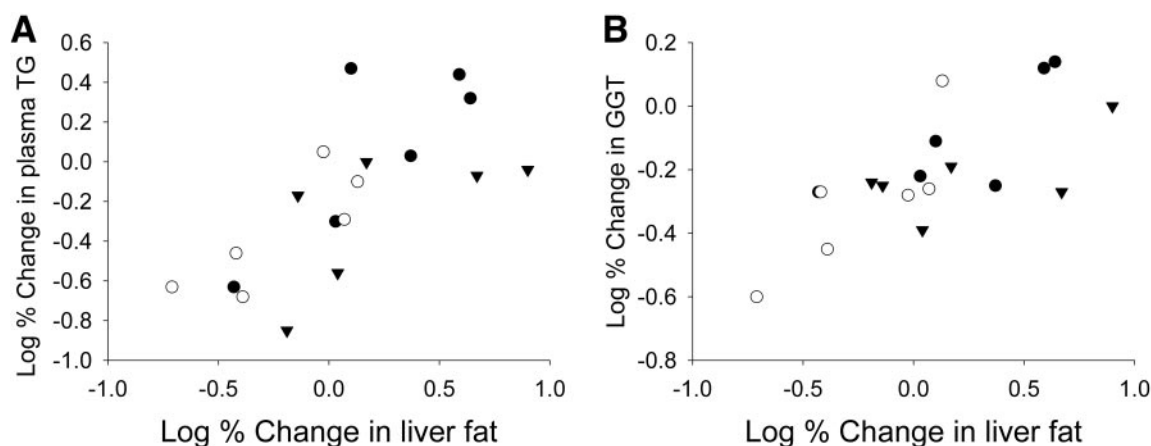 A
Log % Change in plasma TG
0.6
0.4
0.2
0.0
-0.2
-0.4
-0.6
-0.8
-1.0
-1.0 -0.5 0.0 0.5 1.0
Log % Change in liver fat
B
Log % Change in GGT
0.2
0.0
-0.2
-0.4
-0.6
-0.8
-1.0 -0.5 0.0 0.5 1.0
Log % Change in liver fat